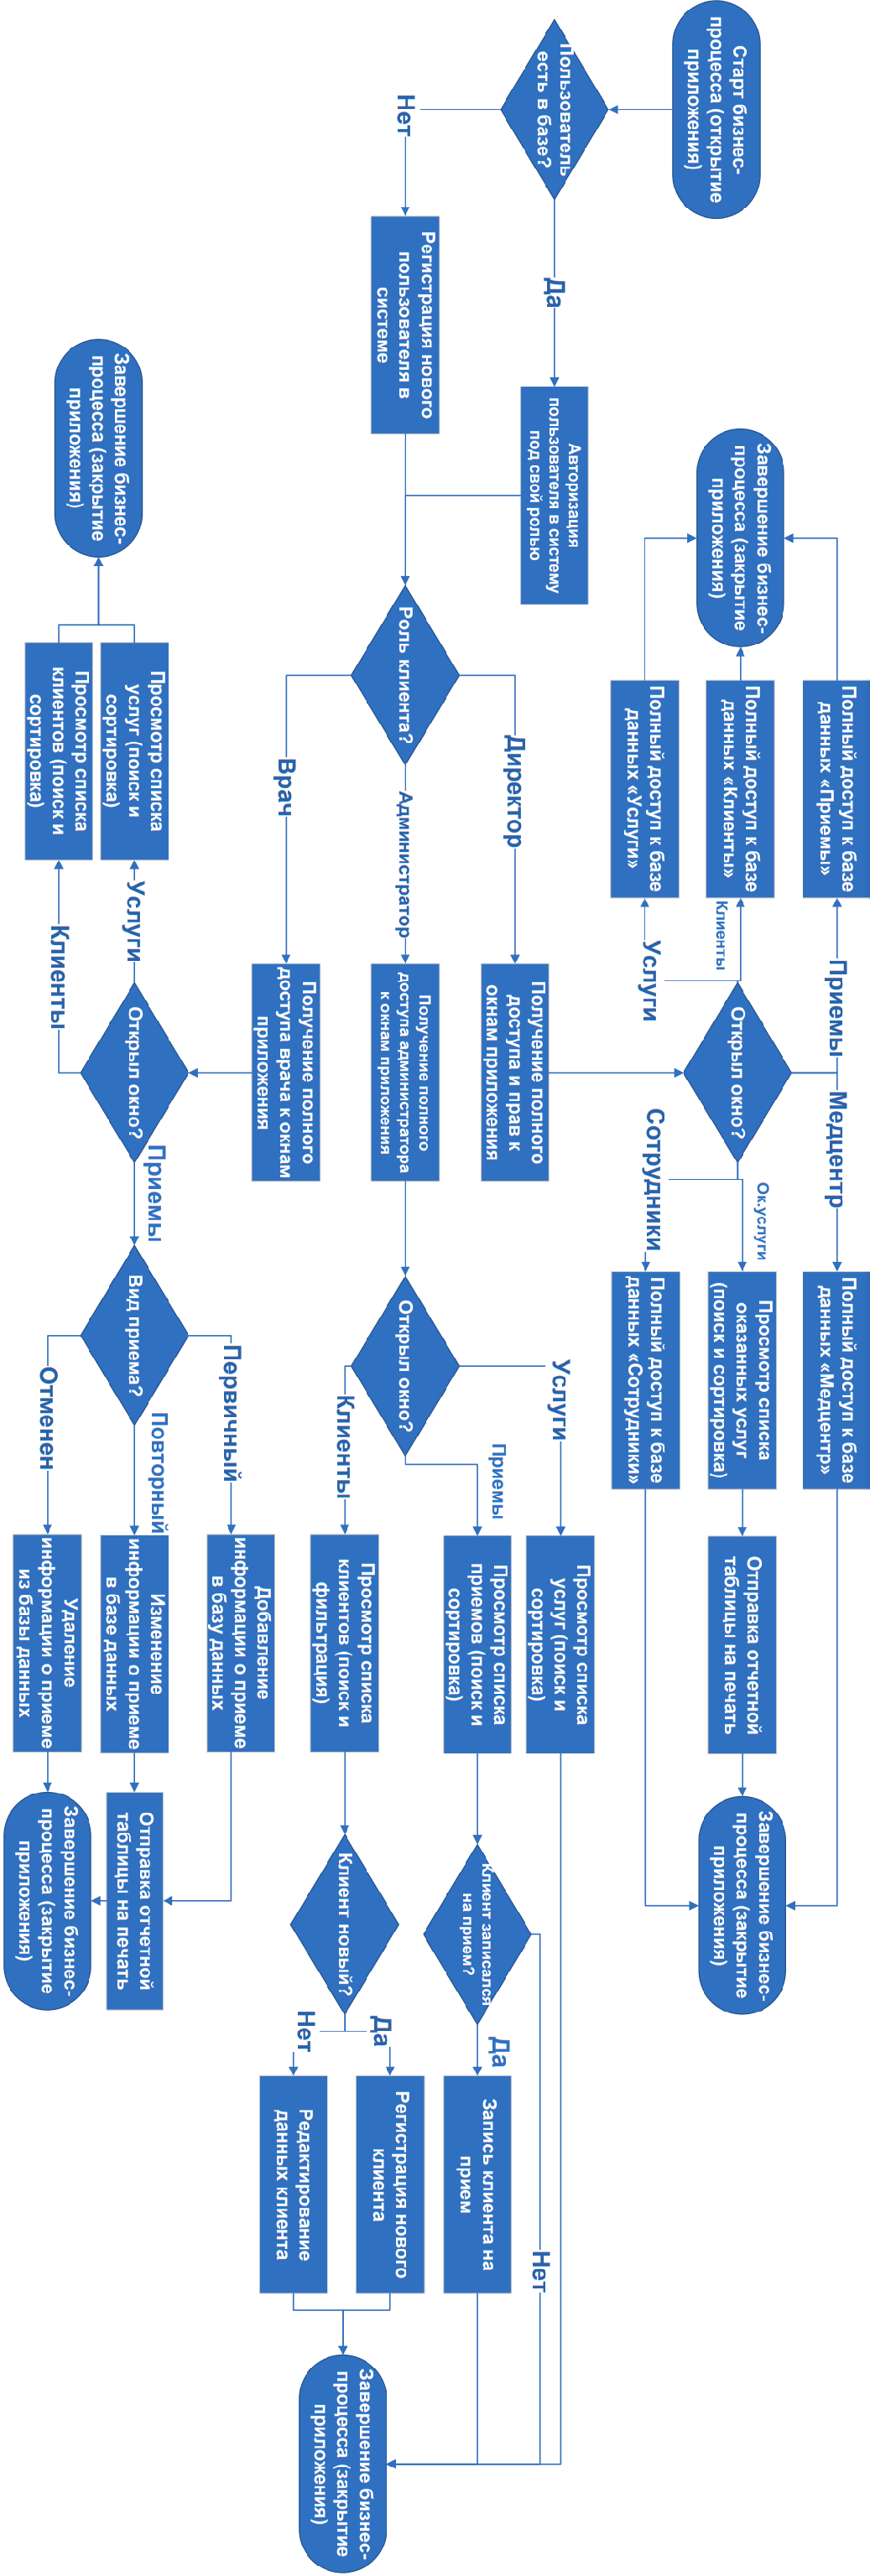 Старт бизнес-
процесса (открытие
приложения)
Пользователь
есть в базе?
Да
Нет
Авторизация
пользователя в систему
под свой ролью
Регистрация нового
пользователя в
системе
Роль клиента?
Директор
Администратор
Врач
Получение полного
доступа и прав к
окнам приложения
Получение полного
доступа администратора
к окнам приложения
Получение полного
доступа врача к окнам
приложения
Открыл окно?
Приемы
Клиенты
Услуги
Медцентр
Ок.услуги
Сотрудники
Полный доступ к базе
данных «Приемы»
Полный доступ к базе
данных «Клиенты»
Полный доступ к базе
данных «Услуги»
Завершение бизнес-
процесса (закрытие
приложения)
Полный доступ к базе
данных «Медцентр»
Просмотр списка
оказанных услуг
(поиск и сортировка)
Полный доступ к базе
данных «Сотрудники»
Отправка отчетной
таблицы на печать
Завершение бизнес-
процесса (закрытие
приложения)
Открыл окно?
Услуги
Приемы
Клиенты
Просмотр списка
услуг (поиск и
сортировка)
Просмотр списка
приемов (поиск и
сортировка)
Просмотр списка
клиентов (поиск и
фильтрация)
Клиент записался
на прием?
Да
Нет
Клиент новый?
Да
Нет
Запись клиента на
прием
Регистрация нового
клиента
Редактирование
данных клиента
Завершение бизнес-
процесса (закрытие
приложения)
Открыл окно?
Услуги
Клиенты
Приемы
Просмотр списка
услуг (поиск и
сортировка)
Просмотр списка
клиентов (поиск и
сортировка)
Завершение бизнес-
процесса (закрытие
приложения)
Вид приема?
Первичный
Повторный
Отменен
Добавление
информации о приеме
в базу данных
Изменение
информации о приеме
в базе данных
Удаление
информации о приеме
из базы данных
Отправка отчетной
таблицы на печать
Завершение бизнес-
процесса (закрытие
приложения)